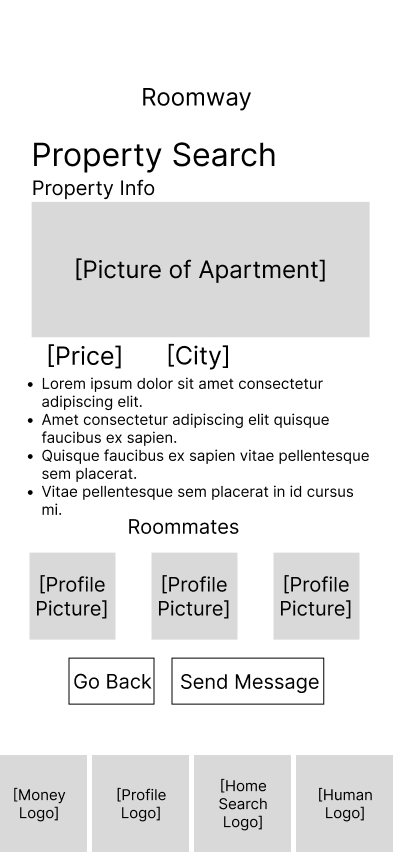 Roomway
Property Search
Property Info
[Picture of Apartment]
[Price] [City]
• Lorem ipsum dolor sit amet consectetur
adipiscing elit.
• Amet consectetur adipiscing elit quisque
faucibus ex sapien.
• Quisque faucibus ex sapien vitae pellentesque
sem placerat.
• Vitae pellentesque sem placerat in id cursus
mi.
Roommates
[Profile
Picture]
[Profile
Picture]
[Profile
Picture]
Go Back
Send Message
[Money
Logo]
[Profile
Logo]
[Home
Search
Logo]
[Human
Logo]